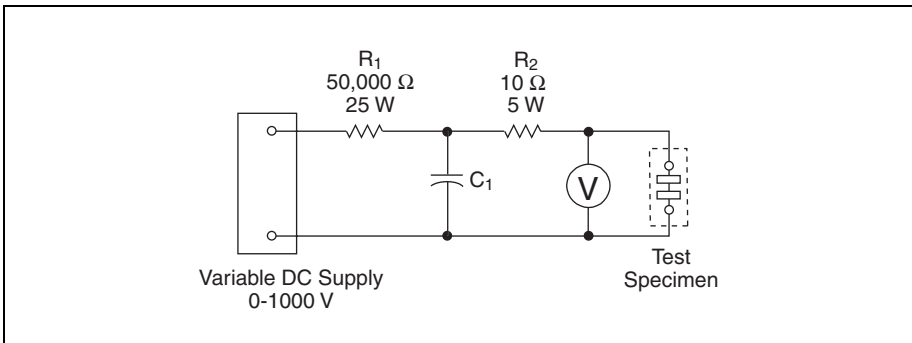 R1
50,000 Ω
25 W
R2
10 Ω
5 W
C1
V
Variable DC Supply
0-1000 V
Test
Specimen